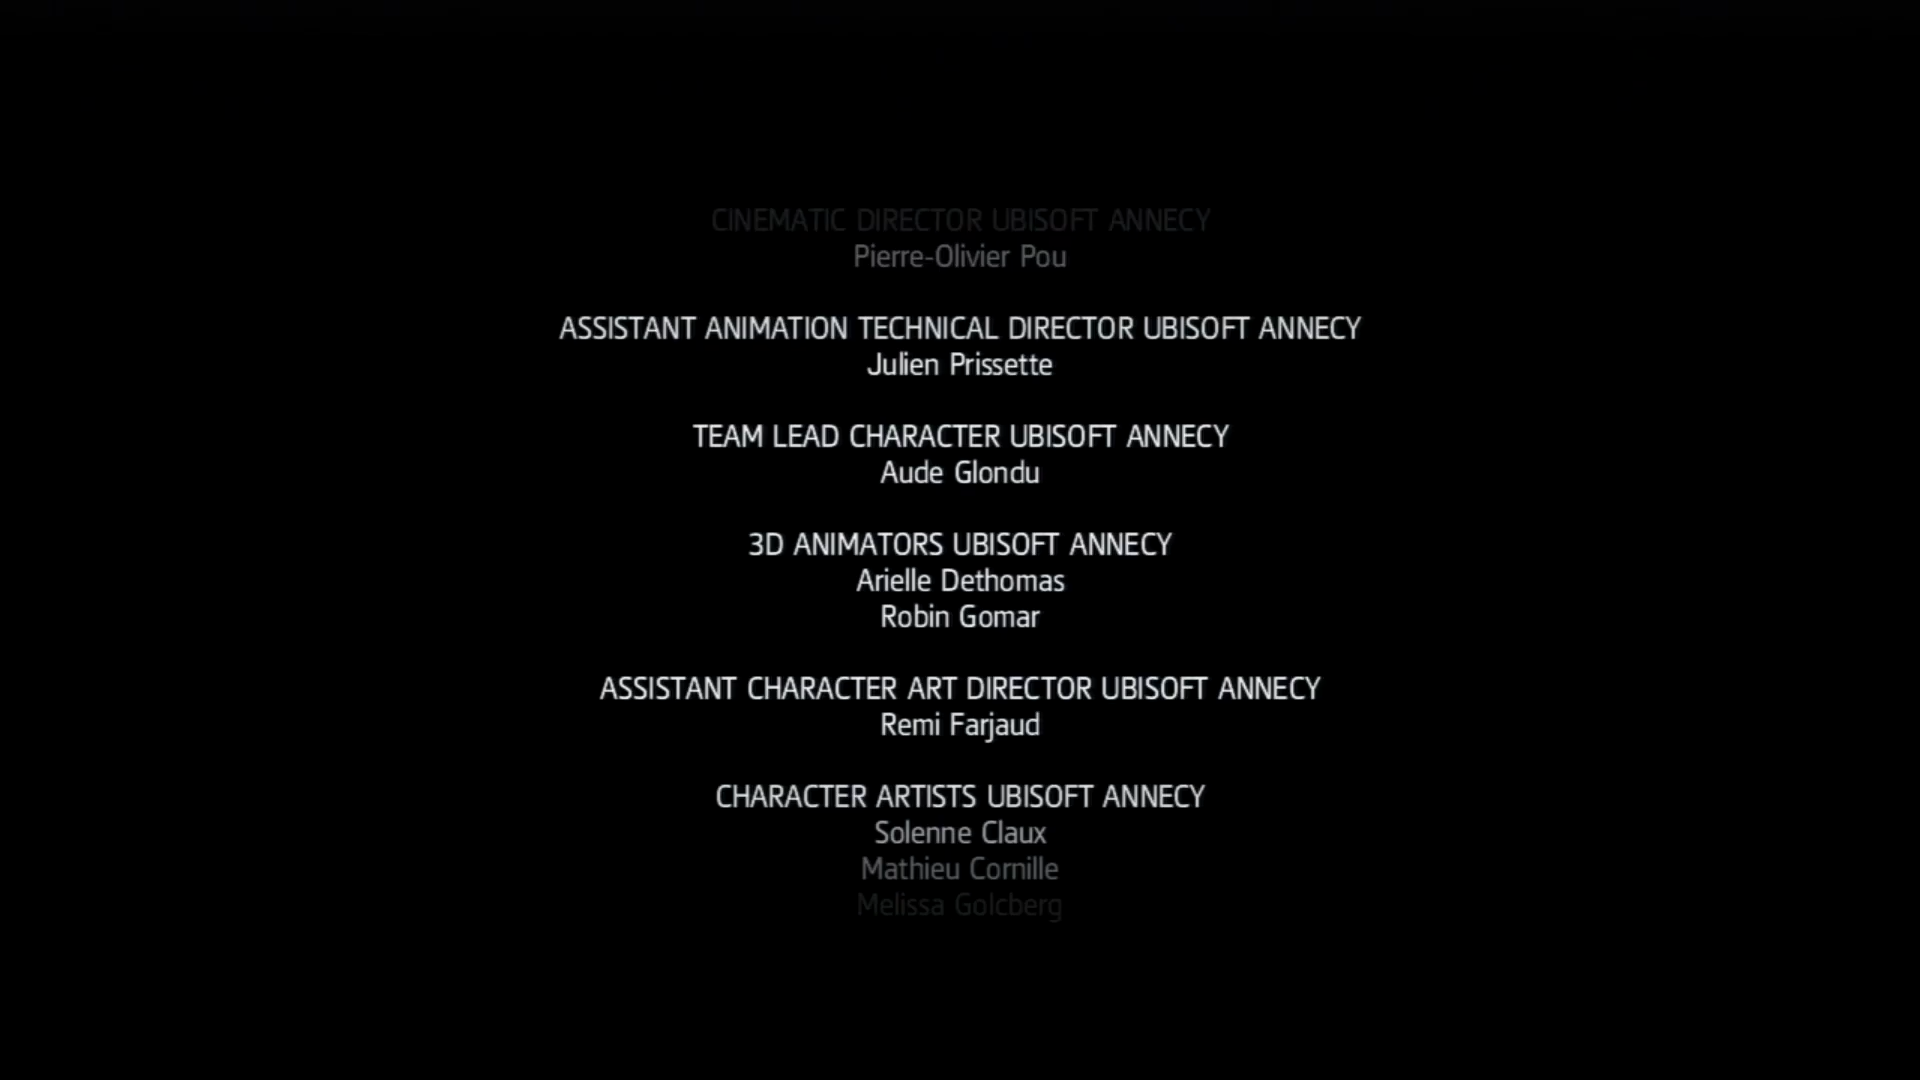 CINEMATIC DIRECTOR UBISOFT ANNECY
Pierre-Olivier Pou
ASSISTANT ANIMATION TECHNICAL DIRECTOR UBISOFT ANNECY
Julien Prissette
TEAM LEAD CHARACTER UBISOFT ANNECY
Aude Glondu
3D ANIMATORS UBISOFT ANNECY
Arielle Dethomas
Robin Gomar
ASSISTANT CHARACTER ART DIRECTOR UBISOFT ANNECY
Remi Farjaud
CHARACTER ARTISTS UBISOFT ANNECY
Solenne Claux
Mathieu Cornille
Melissa